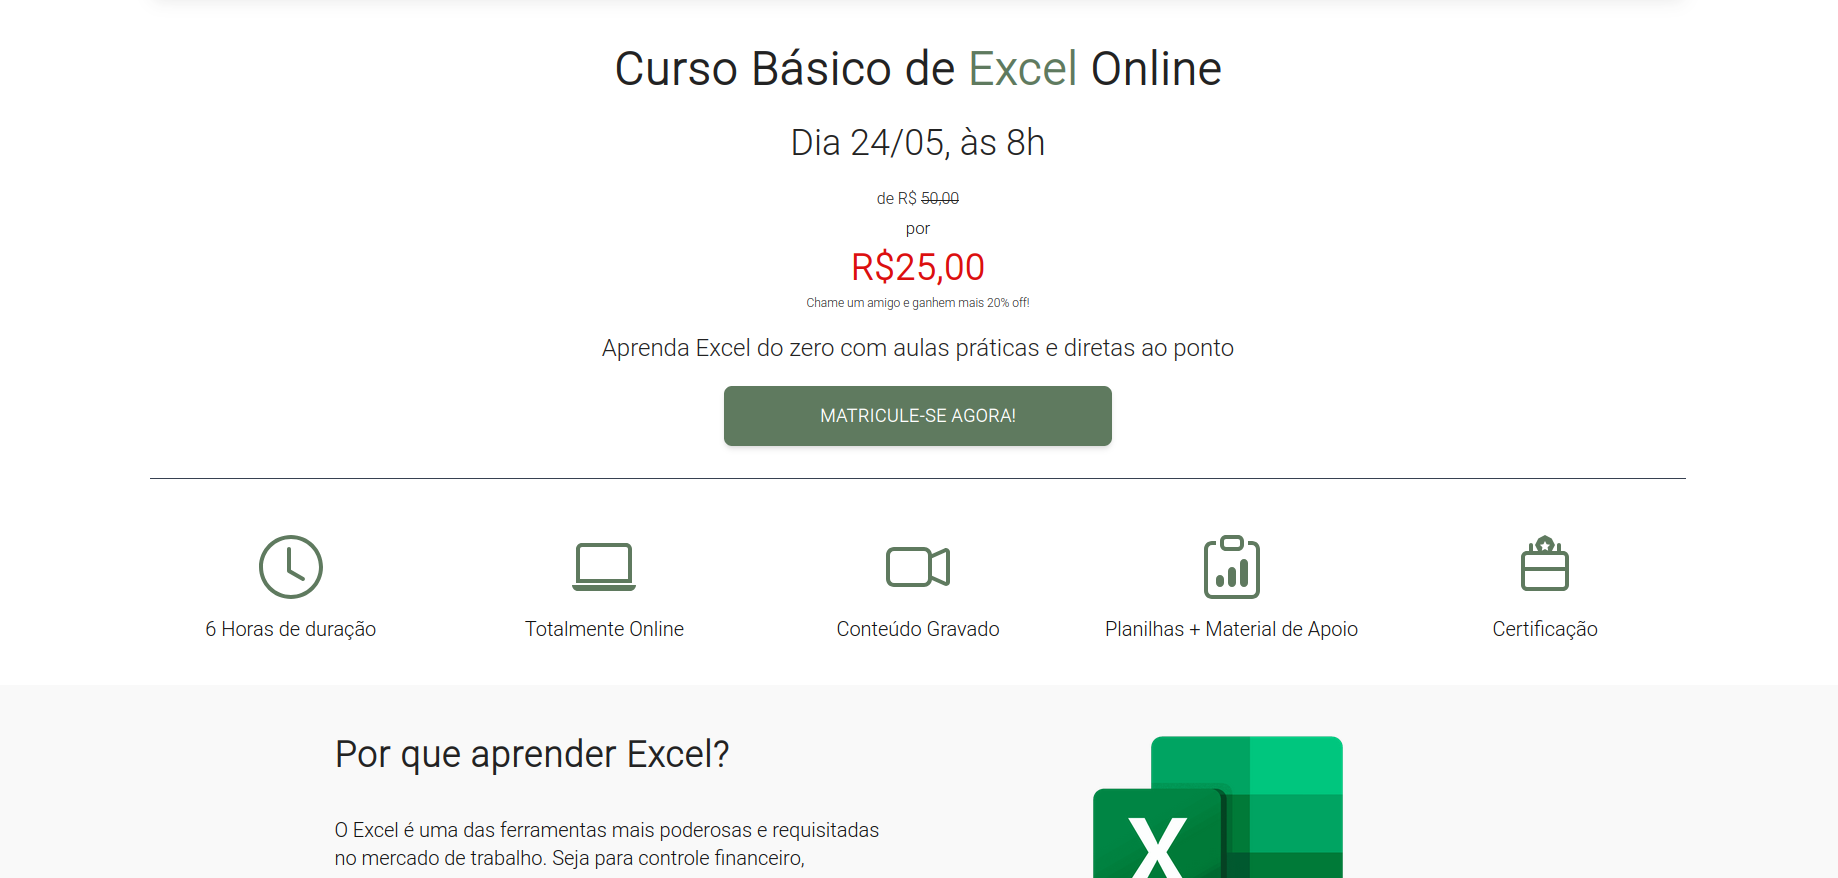 Curso Básico de Excel Online
Dia 24/05, às 8h
de R$ 50,00
por
R$25,00
Chame um amigo e ganhem mais 20% off!
Aprenda Excel do zero com aulas práticas e diretas ao ponto
MATRICULE-SE AGORA!
6 Horas de duração
Totalmente Online
Conteúdo Gravado
Planilhas + Material de Apoio
Certificação
Por que aprender Excel?
O Excel é uma das ferramentas mais poderosas e requisitadas
no mercado de trabalho. Seja para controle financeiro,
X